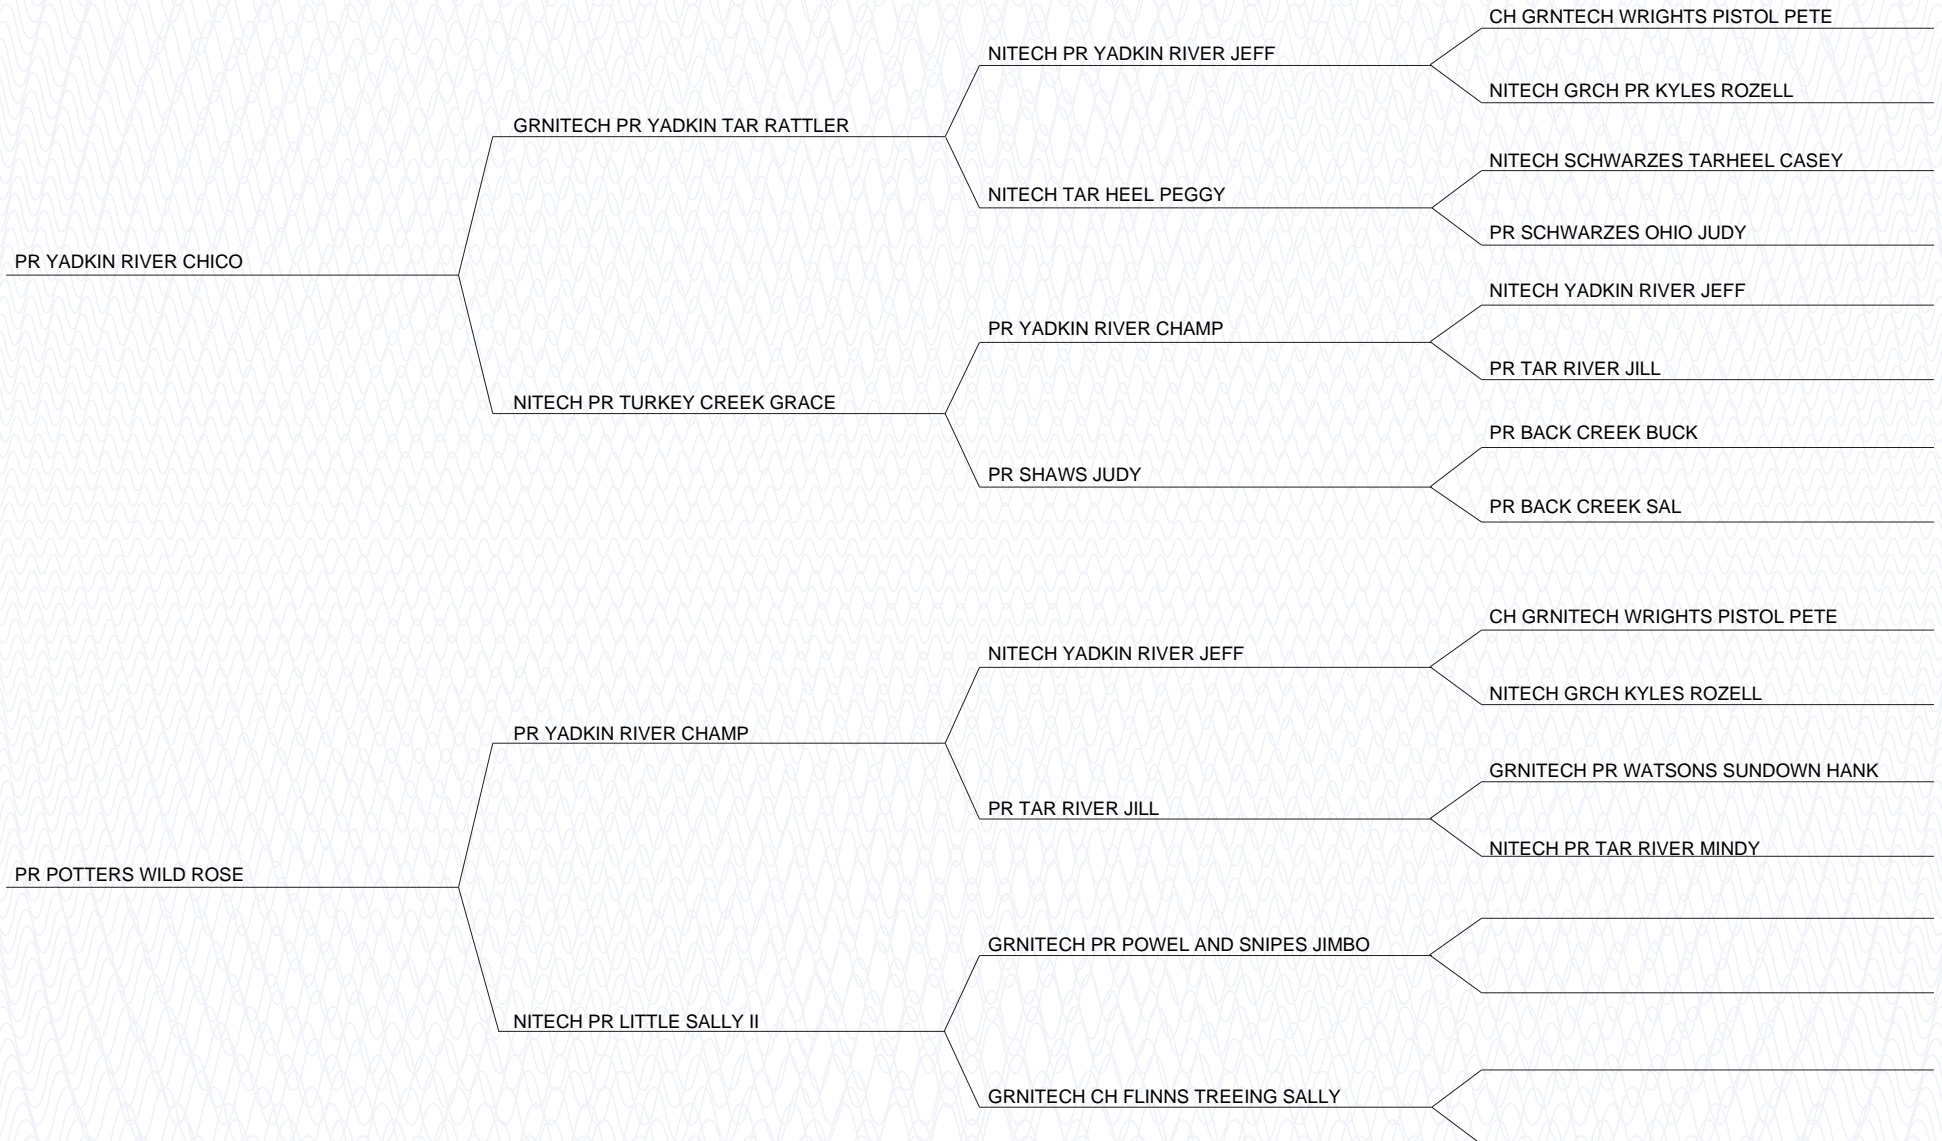 CH GRNTECH WRIGHTS PISTOL PETE
NITECH PR YADKIN RIVER JEFF
NITECH GRCH PR KYLES ROZELL
GRNITECH PR YADKIN TAR RATTLER
NITECH SCHWARZES TARHEEL CASEY
NITECH TAR HEEL PEGGY
PR SCHWARZES OHIO JUDY
PR YADKIN RIVER CHICO
NITECH YADKIN RIVER JEFF
PR YADKIN RIVER CHAMP
PR TAR RIVER JILL
NITECH PR TURKEY CREEK GRACE
PR BACK CREEK BUCK
PR SHAWS JUDY
PR BACK CREEK SAL
CH GRNITECH WRIGHTS PISTOL PETE
NITECH YADKIN RIVER JEFF
NITECH GRCH KYLES ROZELL
PR YADKIN RIVER CHAMP
GRNITECH PR WATSONS SUNDOWN HANK
PR TAR RIVER JILL
NITECH PR TAR RIVER MINDY
PR POTTERS WILD ROSE
GRNITECH PR POWEL AND SNIPES JIMBO
NITECH PR LITTLE SALLY II
GRNITECH CH FLINNS TREEING SALLY